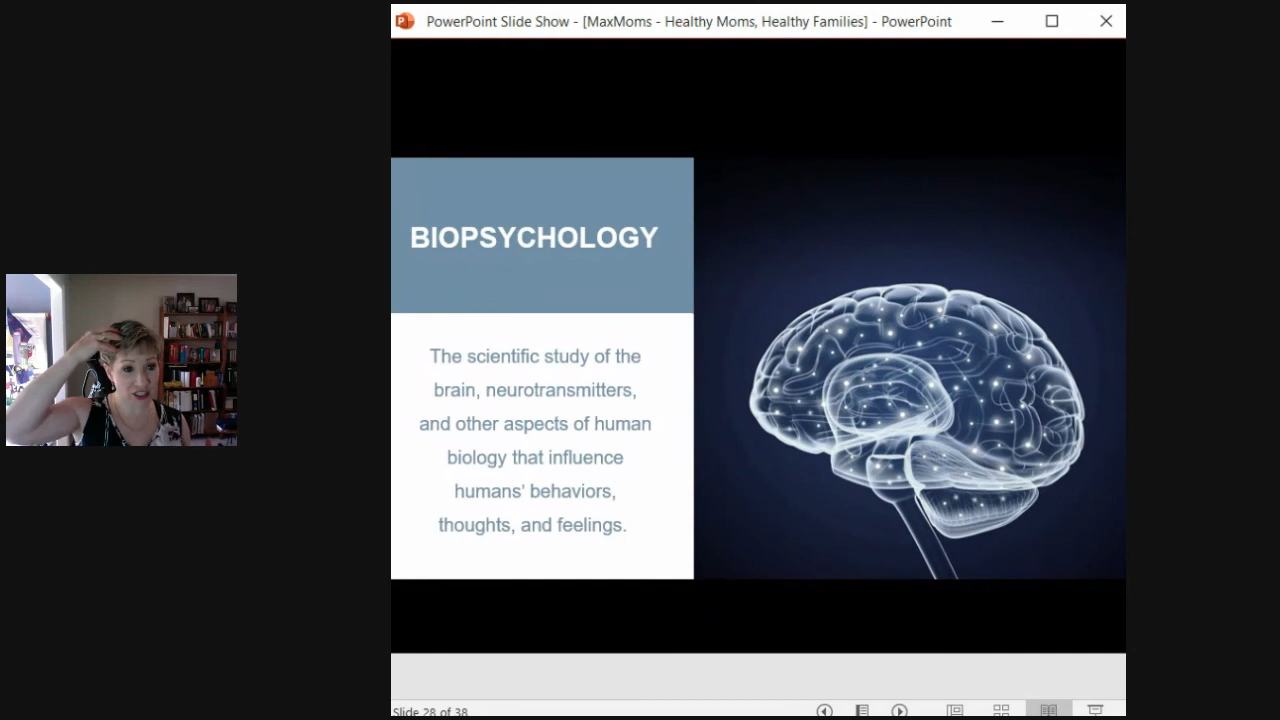 PowerPoint Slide Show - [MaxMoms - Healthy Moms, Healthy Families] - PowerPoint
BIOPSYCHOLOGY
The scientific study of the
brain, neurotransmitters,
and other aspects of human
biology that influence
humans' behaviors,
thoughts, and feelings.
Slide 28 of 38